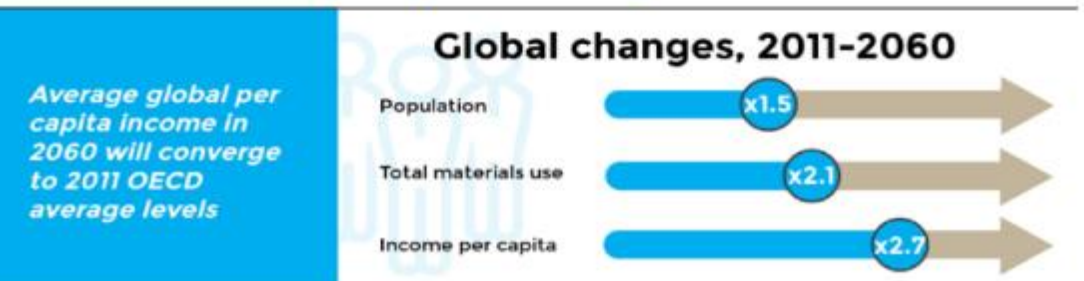 Average global per
capita income in
2060 will converge
to 2011 OECD
average levels
Global changes, 2011-2060
Population
x1.5
Total materials use
x2.1
Income per capita
x2.7